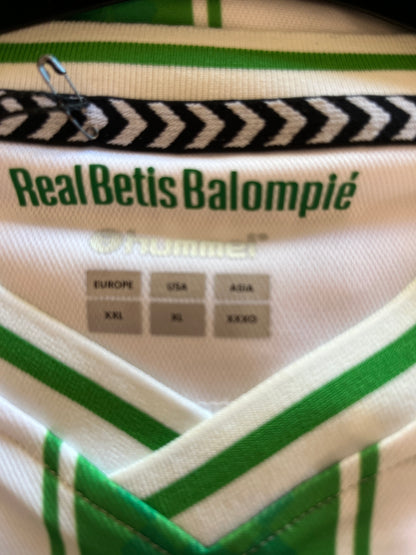 Real Betis Balompié
hummel
EUROPE USA ASIA
XXL XL XXXO